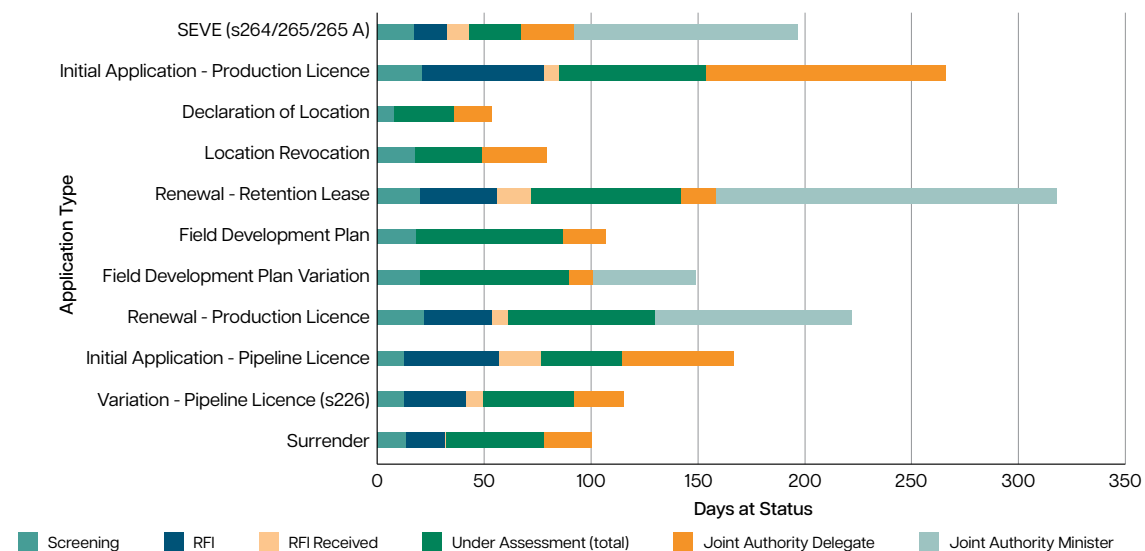 Application Type
SEVE (s264/265/265 A)
Initial Application - Production Licence
Declaration of Location
Location Revocation
Renewal - Retention Lease
Field Development Plan
Field Development Plan Variation
Renewal - Production Licence
Initial Application - Pipeline Licence
Variation - Pipeline Licence (s226)
Surrender
0 50 100 150 200 250 300 350
Days at Status
Screening RFI RFI Received Under Assessment (total) Joint Authority Delegate Joint Authority Minister